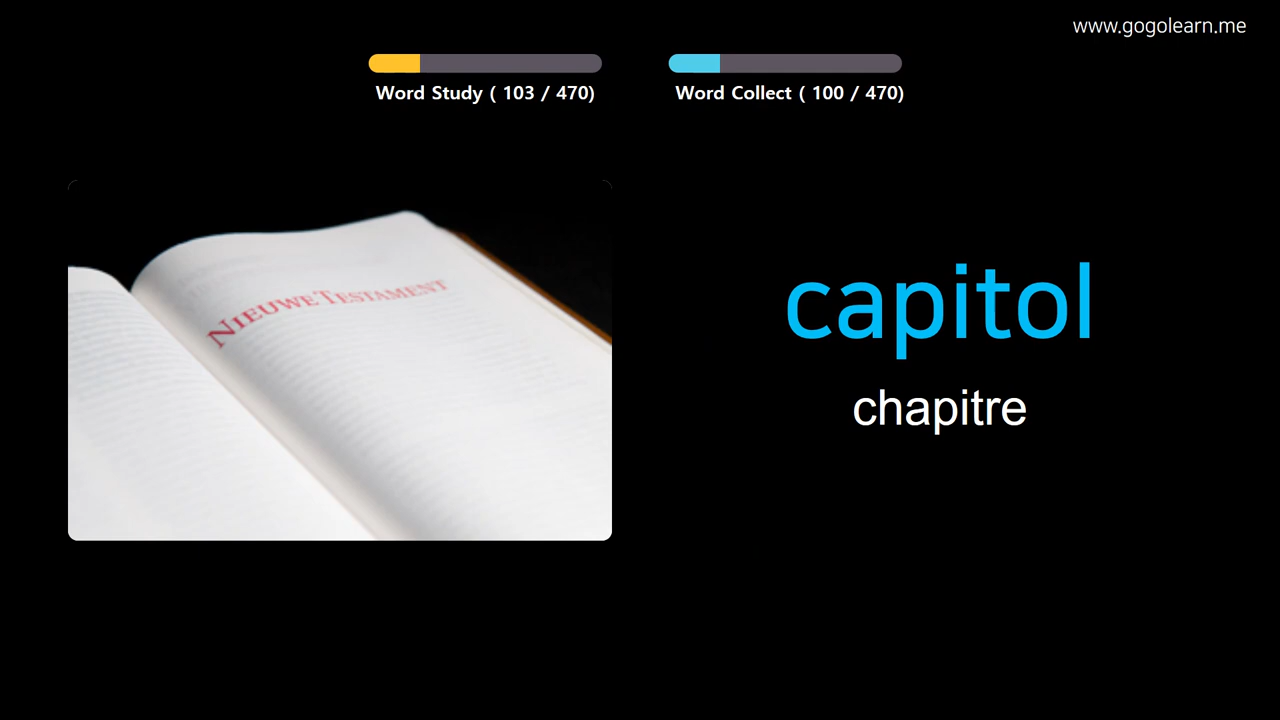 www.gogolearn.me
Word Study ( 103 / 470)
Word Collect ( 100 / 470)
NIEUWE TESTAMENT
capitol
chapitre